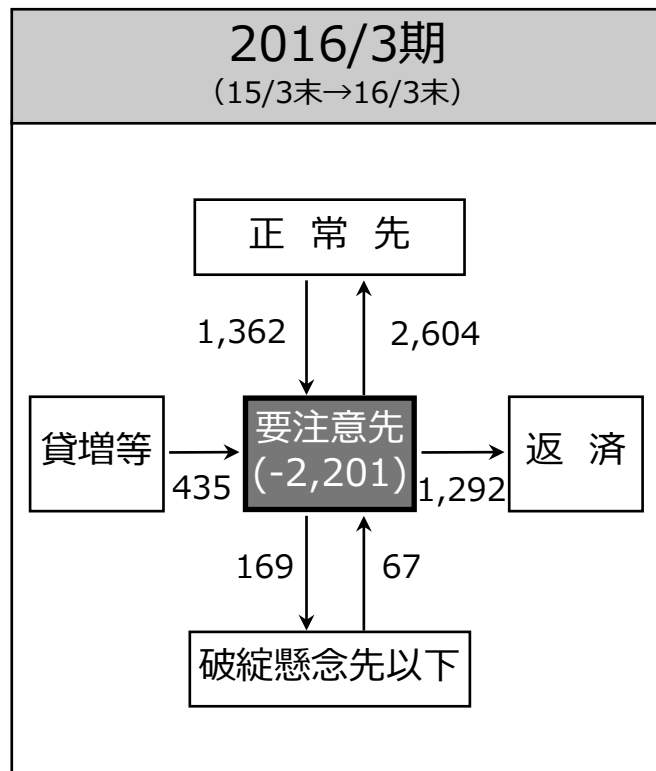 2016/3期
（15/3末→16/3末）
正 常 先
1,362
2,604
貸増等
435
要注意先
(-2,201)
1,292
返 済
169
67
破綻懸念先以下